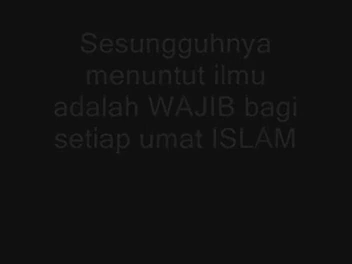 Sesungguhnya
menuntut ilmu
adalah WAJIB bagi
setiap umat ISLAM